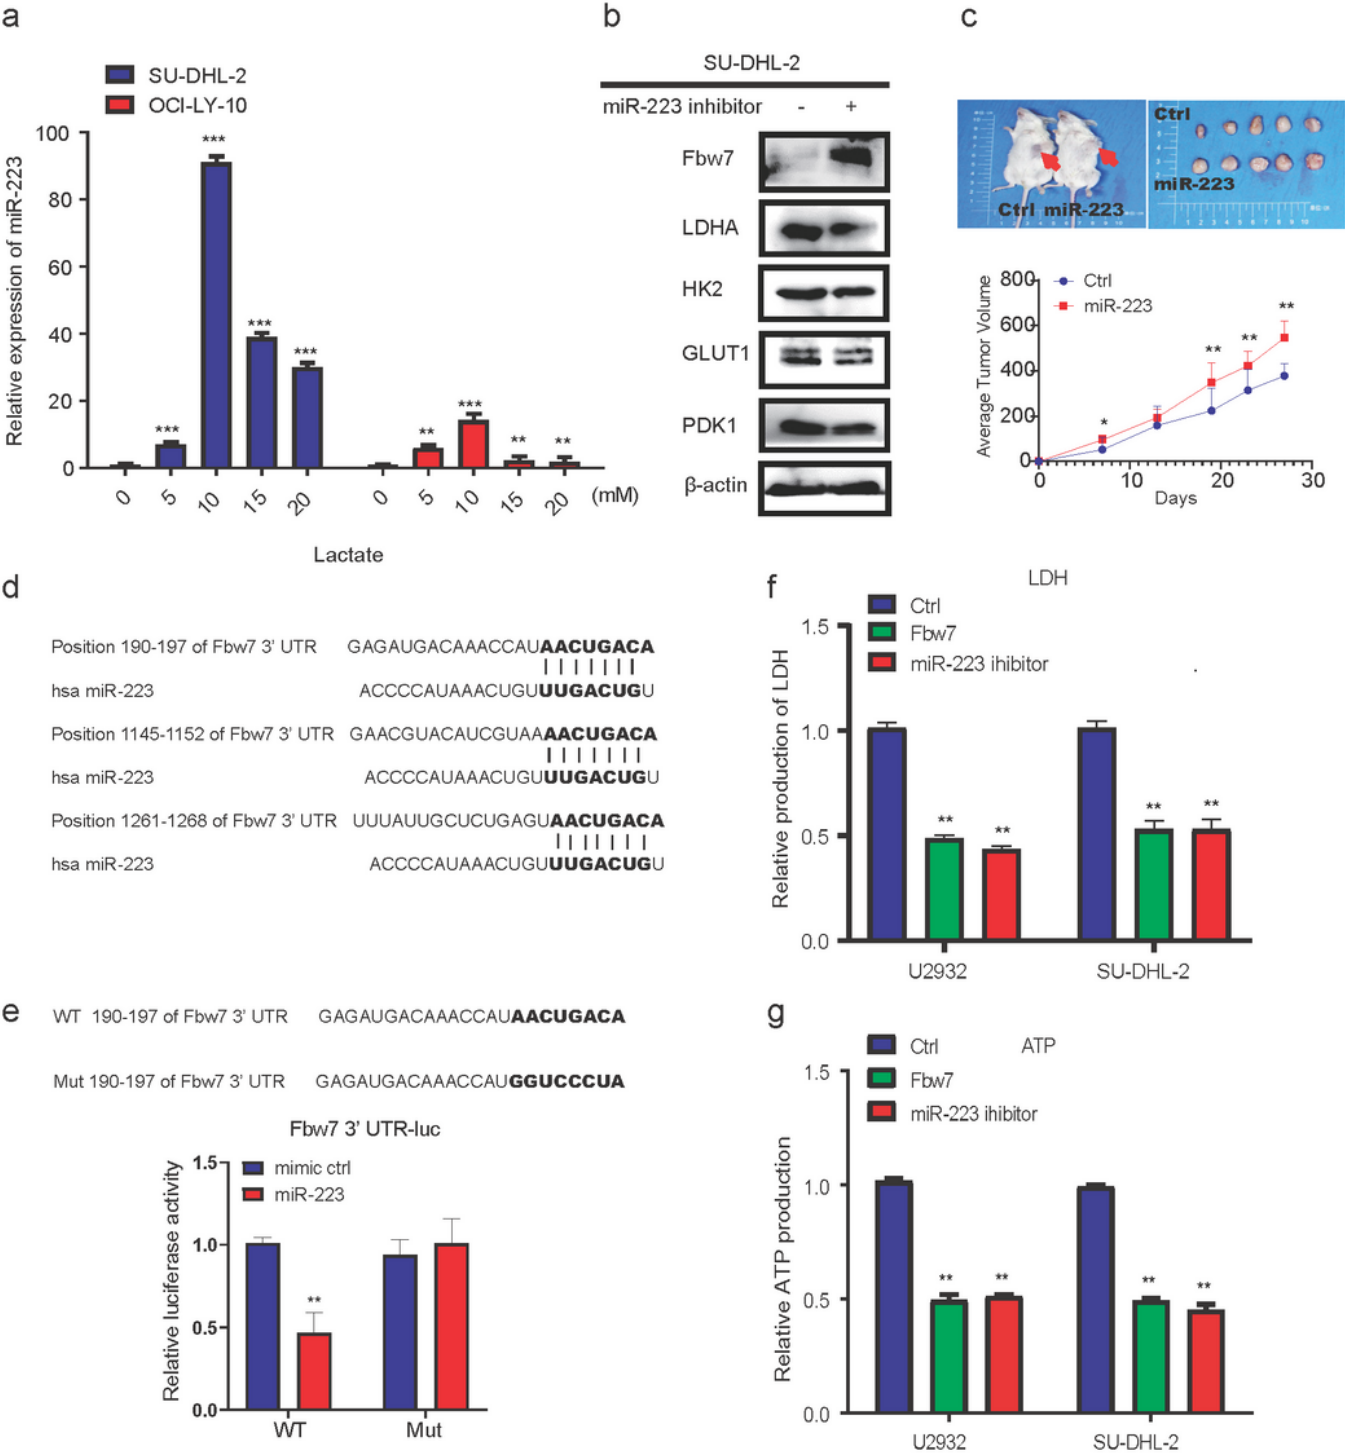 a
SU-DHL-2
OCI-LY-10
Relative expression of miR-223
100
80
60
40
20
0
***
***
***
***
**
***
**
**
0 5 10 15 20 0 5 10 15 20 (mM)
Lactate
b
SU-DHL-2
miR-223 inhibitor - +
Fbw7
LDHA
HK2
GLUT1
PDK1
β-actin
c
Ctrl miR-223
Ctrl
miR-223
Average Tumor Volume
800
600
400
200
0
Ctrl
miR-223
*
**
**
**
0 10 20 30
Days
d
Position 190-197 of Fbw7 3' UTR GAGAUGACAAACCAUAACUGACA
hsa miR-223 ACCCCAUAAACUGUUUGACUGU
Position 1145-1152 of Fbw7 3' UTR GAACGUACAUCGUAAAACUGACA
hsa miR-223 ACCCCAUAAACUGUUUGACUGU
Position 1261-1268 of Fbw7 3' UTR UUUAUUGCUCUGAGUAACUGACA
hsa miR-223 ACCCCAUAAACUGUUUGACUGU
e
WT 190-197 of Fbw7 3' UTR GAGAUGACAAACCAUAACUGACA
Mut 190-197 of Fbw7 3' UTR GAGAUGACAAACCAUGGUCCCUA
Fbw7 3' UTR-luc
mimic ctrl
miR-223
Relative luciferase activity
1.5
1.0
0.5
0.0
**
WT Mut
f
LDH
Ctrl
Fbw7
miR-223 ihibitor
Relative production of LDH
1.5
1.0
0.5
0.0
** **
** **
U2932 SU-DHL-2
g
ATP
Ctrl
Fbw7
miR-223 ihibitor
Relative ATP production
1.5
1.0
0.5
0.0
** **
** **
U2932 SU-DHL-2